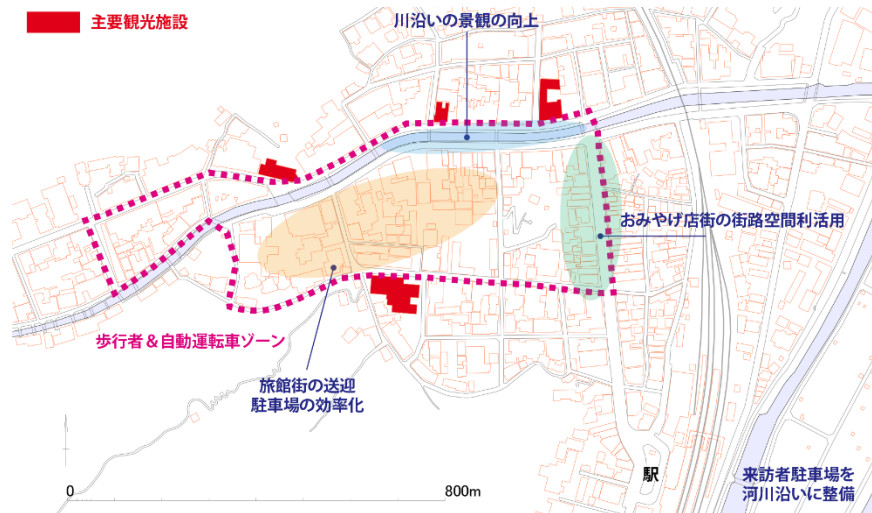 主要観光施設
川沿いの景観の向上
おみやげ店街の街路空間利活用
歩行者＆自動運転車ゾーン
旅館街の送迎
駐車場の効率化
駅
来訪者駐車場を
河川沿いに整備
0
800m